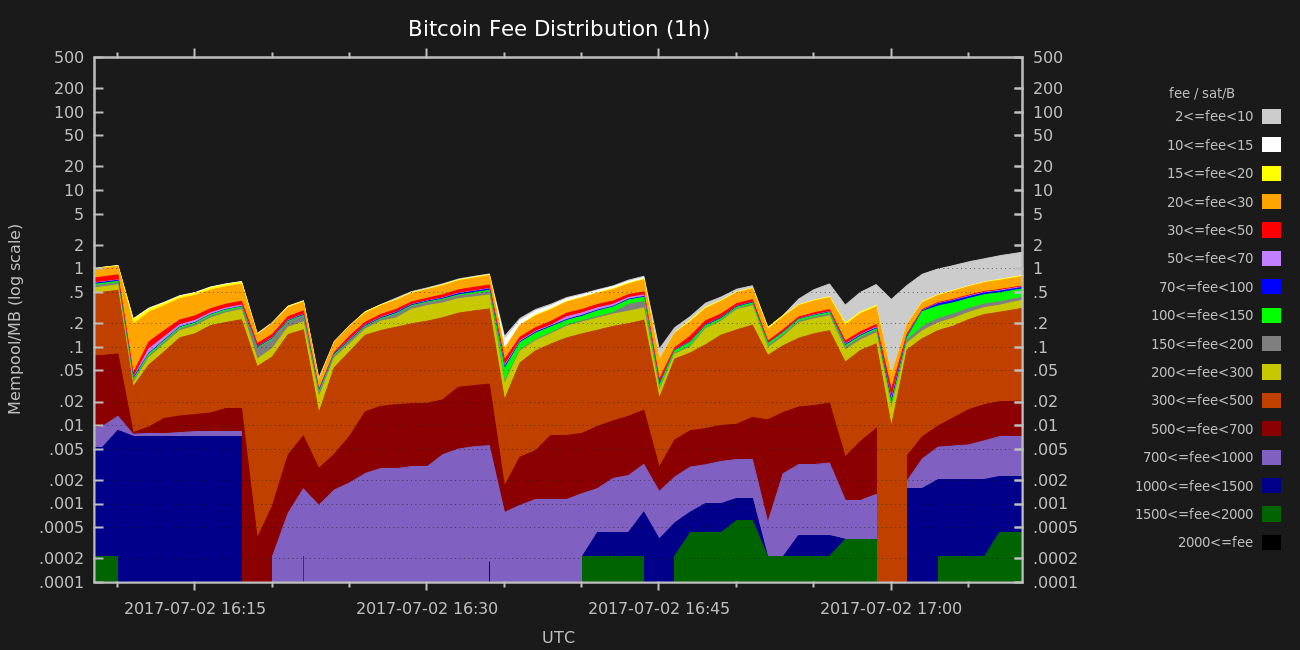 Bitcoin Fee Distribution (1h)
Mempool/MB (log scale)
500
200
100
50
20
10
5
2
1
.5
.2
.1
.05
.02
.01
.005
.002
.001
.0005
.0002
.0001
500
200
100
50
20
10
5
2
1
.5
.2
.1
.05
.02
.01
.005
.002
.001
.0005
.0002
.0001
2017-07-02 16:15
2017-07-02 16:30
2017-07-02 16:45
2017-07-02 17:00
UTC
fee / sat/B
2<=fee<10
10<=fee<15
15<=fee<20
20<=fee<30
30<=fee<50
50<=fee<70
70<=fee<100
100<=fee<150
150<=fee<200
200<=fee<300
300<=fee<500
500<=fee<700
700<=fee<1000
1000<=fee<1500
1500<=fee<2000
2000<=fee